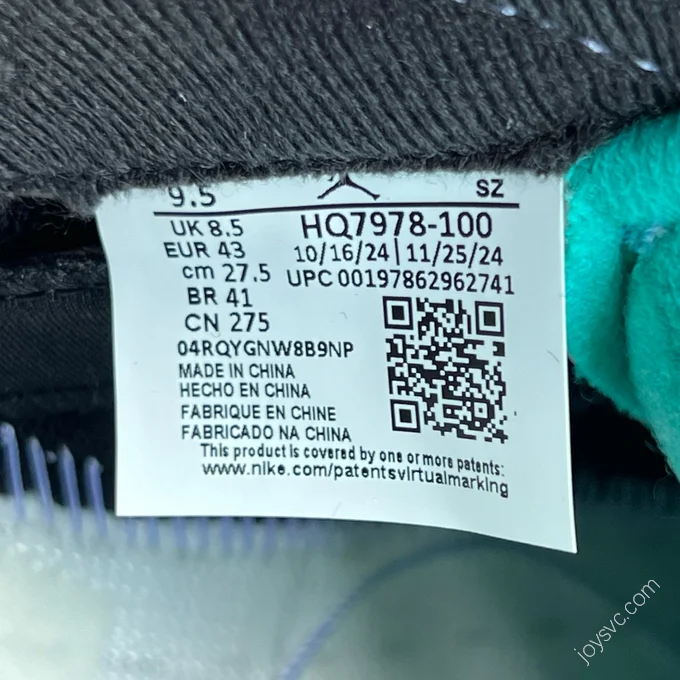 9.5 SZ
UK 8.5 HQ7978-100
EUR 43 10/16/24|11/25/24
cm 27.5 UPC 00197862962741
BR 41
CN 275
04RQYGNW8B9NP
MADE IN CHINA
HECHO EN CHINA
FABRIQUE EN CHINE
FABRICADO NA CHINA
This product is covered by one or more patents:
www.nike.com/patentsvirtualmarking
joysvc.com